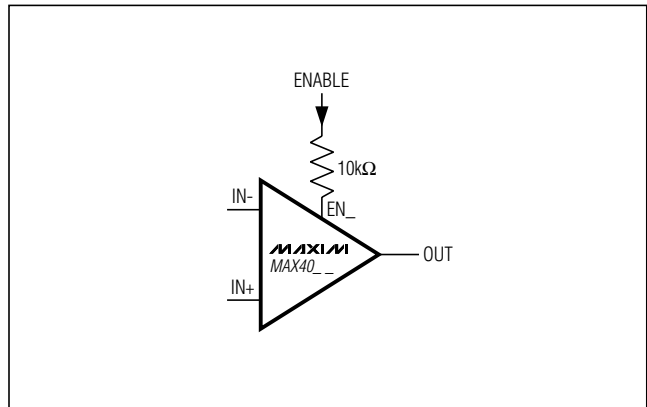 ENABLE
10kΩ
IN-
EN_
MAXIM
MAX40_ _
OUT
IN+